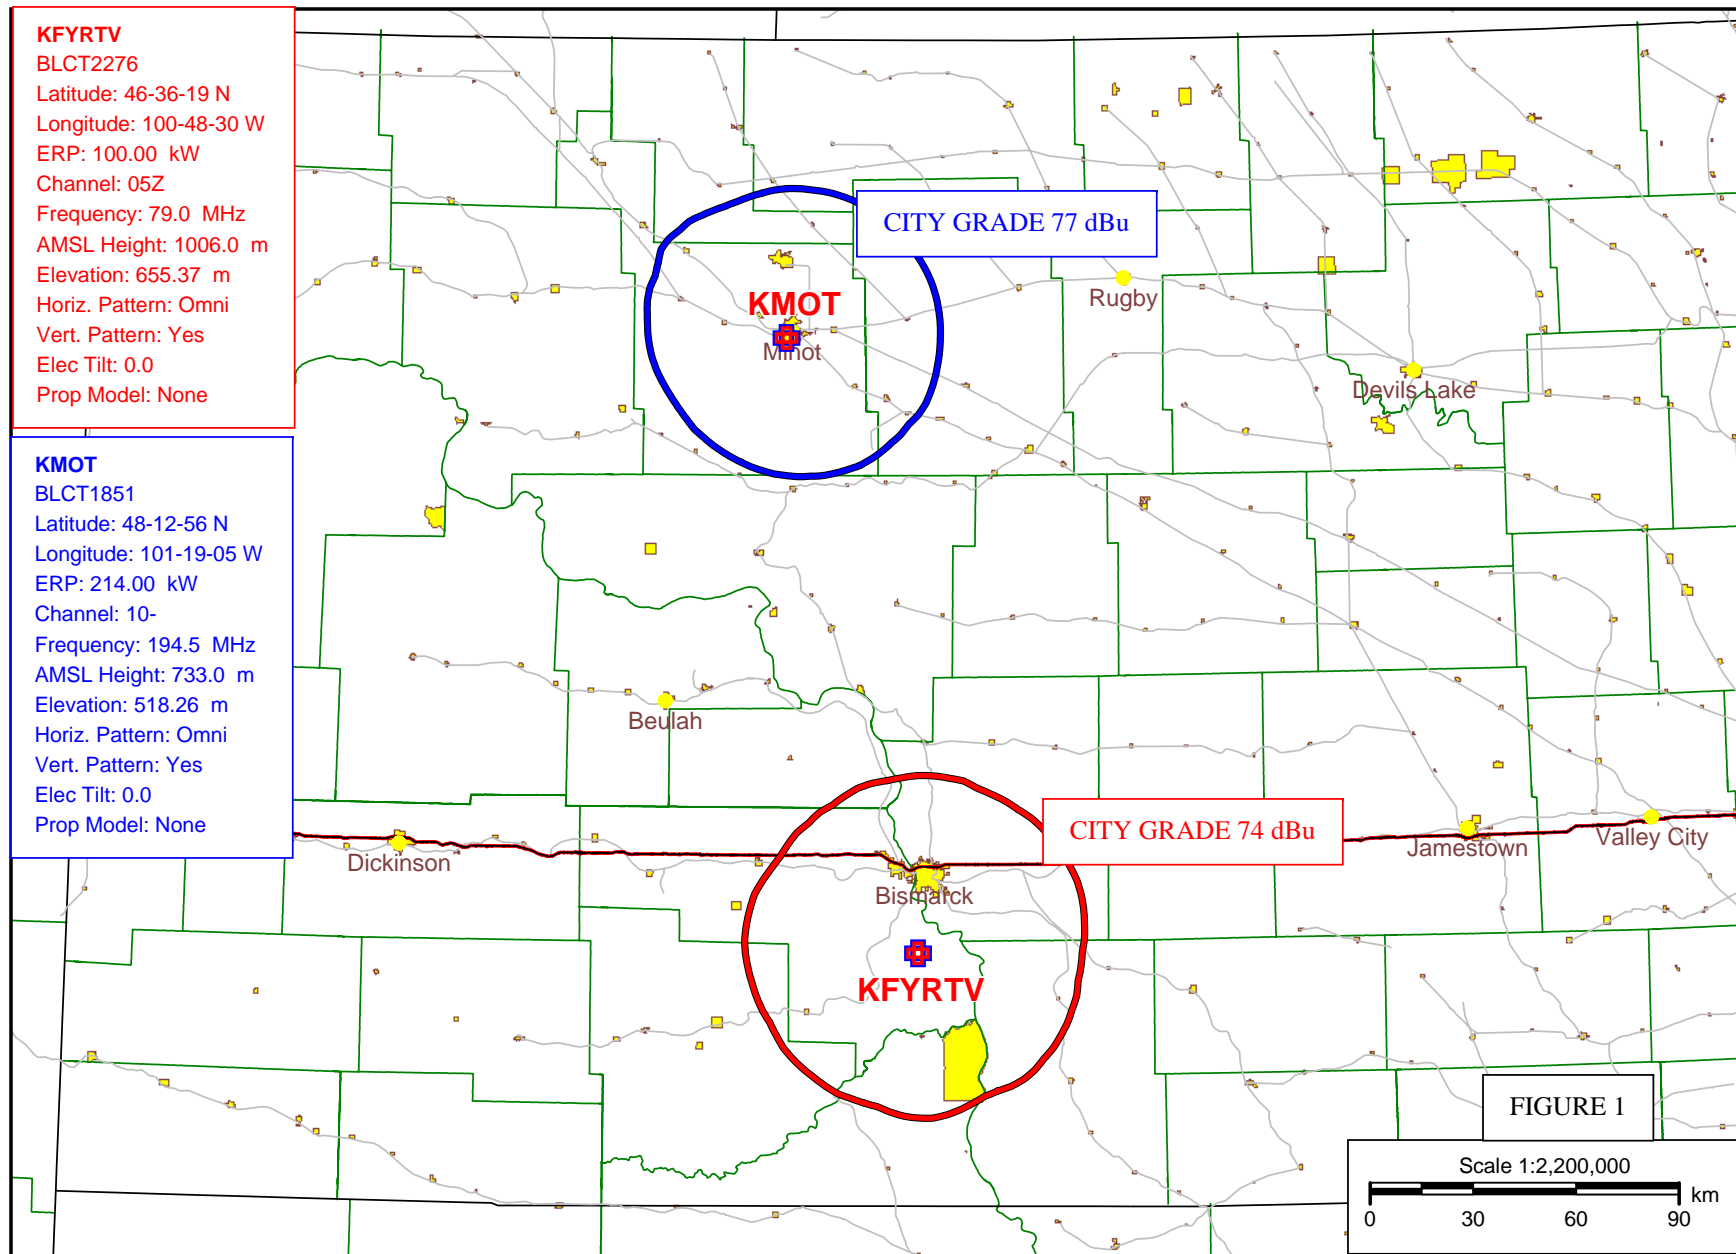 KFYRTV
BLCT2276
Latitude: 46-36-19 N
Longitude: 100-48-30 W
ERP: 100.00 kW
Channel: 05Z
Frequency: 79.0 MHz
AMSL Height: 1006.0 m
Elevation: 655.37 m
Horiz. Pattern: Omni
Vert. Pattern: Yes
Elec Tilt: 0.0
Prop Model: None
KMOT
BLCT1851
Latitude: 48-12-56 N
Longitude: 101-19-05 W
ERP: 214.00 kW
Channel: 10-
Frequency: 194.5 MHz
AMSL Height: 733.0 m
Elevation: 518.26 m
Horiz. Pattern: Omni
Vert. Pattern: Yes
Elec Tilt: 0.0
Prop Model: None
CITY GRADE 77 dBu
KMOT
Minot
Rugby
Devils Lake
Beulah
CITY GRADE 74 dBu
Dickinson
Bismarck
Jamestown
Valley City
KFYRTV
FIGURE 1
Scale 1:2,200,000
km
0 30 60 90